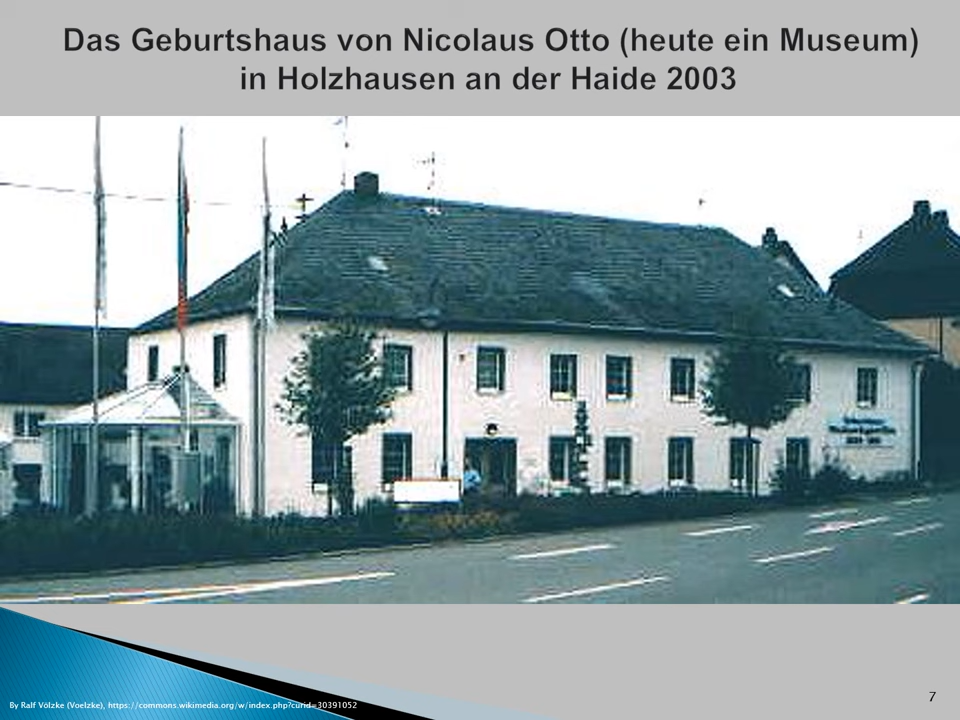 Das Geburtshaus von Nicolaus Otto (heute ein Museum)
in Holzhausen an der Haide 2003
7
By Ralf Völzke (Voelzke), https://commons.wikimedia.org/w/index.php?curid=30391052